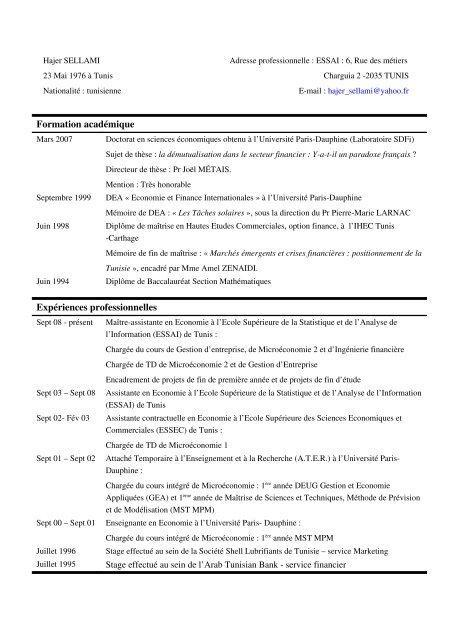 Hajer SELLAMI Adresse professionnelle : ESSAI : 6, Rue des métiers
23 Mai 1976 à Tunis Charguia 2 -2035 TUNIS
Nationalité : tunisienne E-mail : hajer_sellami@yahoo.fr
Formation académique
Mars 2007 Doctorat en sciences économiques obtenu à l’Université Paris-Dauphine (Laboratoire SDFi)
Sujet de thèse : la démutualisation dans le secteur financier : Y-a-t-il un paradoxe français ?
Directeur de thèse : Pr Joël MÉTAIS.
Mention : Très honorable
Septembre 1999 DEA « Economie et Finance Internationales » à l’Université Paris-Dauphine
Mémoire de DEA : « Les Tâches solaires », sous la direction du Pr Pierre-Marie LARNAC
Juin 1998 Diplôme de maîtrise en Hautes Etudes Commerciales, option finance, à l’IHEC Tunis
-Carthage
Mémoire de fin de maîtrise : « Marchés émergents et crises financières : positionnement de la
Tunisie », encadré par Mme Amel ZENAIDI.
Juin 1994 Diplôme de Baccalauréat Section Mathématiques
Expériences professionnelles
Sept 08 - présent Maître-assistante en Economie à l’Ecole Supérieure de la Statistique et de l’Analyse de
l’Information (ESSAI) de Tunis :
Chargée du cours de Gestion d’entreprise, de Microéconomie 2 et d’Ingénierie financière
Chargée de TD de Microéconomie 2 et de Gestion d’Entreprise
Encadrement de projets de fin de première année et de projets de fin d’étude
Sept 03 – Sept 08 Assistante en Economie à l’Ecole Supérieure de la Statistique et de l’Analyse de l’Information
(ESSAI) de Tunis
Sept 02- Fév 03 Assistante contractuelle en Economie à l’Ecole Supérieure des Sciences Economiques et
Commerciales (ESSEC) de Tunis :
Chargée de TD de Microéconomie 1
Sept 01 – Sept 02 Attaché Temporaire à l’Enseignement et à la Recherche (A.T.E.R.) à l’Université Paris-
Dauphine :
Chargée du cours intégré de Microéconomie : 1ère année DEUG Gestion et Economie
Appliquées (GEA) et 1ère année de Maîtrise de Sciences et Techniques, Méthode de Prévision
et de Modélisation (MST MPM)
Sept 00 – Sept 01 Enseignante en Economie à l’Université Paris- Dauphine :
Chargée du cours intégré de Microéconomie : 1ère année MST MPM
Juillet 1996 Stage effectué au sein de la Société Shell Lubrifiants de Tunisie – service Marketing
Juillet 1995 Stage effectué au sein de l’Arab Tunisian Bank - service financier